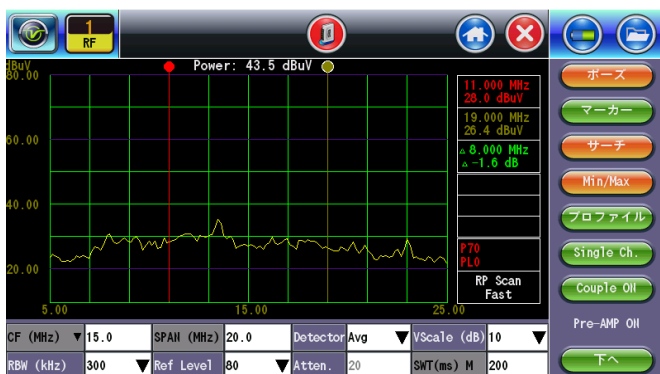 1
RF
dBuV
80.00
Power: 43.5 dBuV
60.00
40.00
20.00
5.00
15.00
25.00
11.000 MHz
28.0 dBuV
19.000 MHz
26.4 dBuV
△ 8.000 MHz
△ -1.6 dB
P70
PL0
RP Scan
Fast
ポーズ
マーカー
サーチ
Min/Max
プロファイル
Single Ch.
Couple ON
Pre-AMP ON
下へ
CF (MHz) ▼ 15.0 SPAN (MHz) 20.0 Detector Avg ▼ VScale (dB) 10 ▼
RBW (kHz) 300 ▼ Ref Level 80 ▼ Atten. 20 SWT(ms) M 200